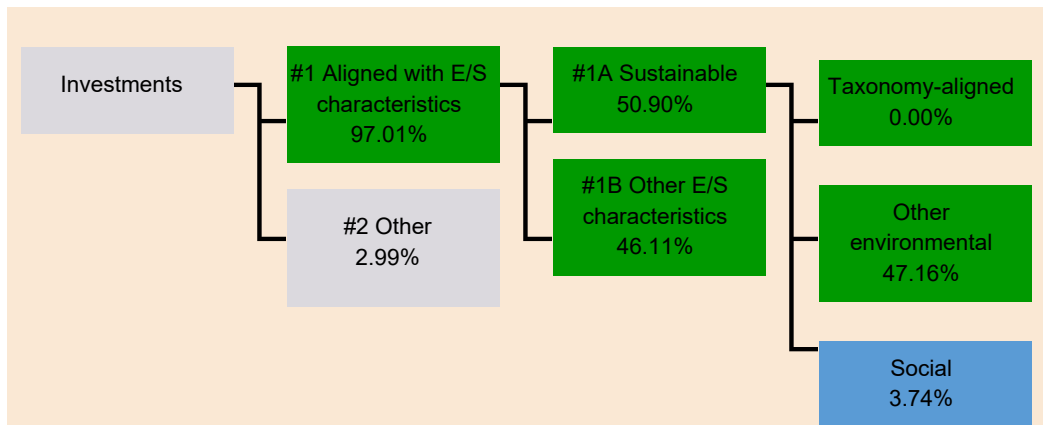 Investments
#1 Aligned with E/S
characteristics
97.01%
#2 Other
2.99%
#1A Sustainable
50.90%
#1B Other E/S
characteristics
46.11%
Taxonomy-aligned
0.00%
Other
environmental
47.16%
Social
3.74%